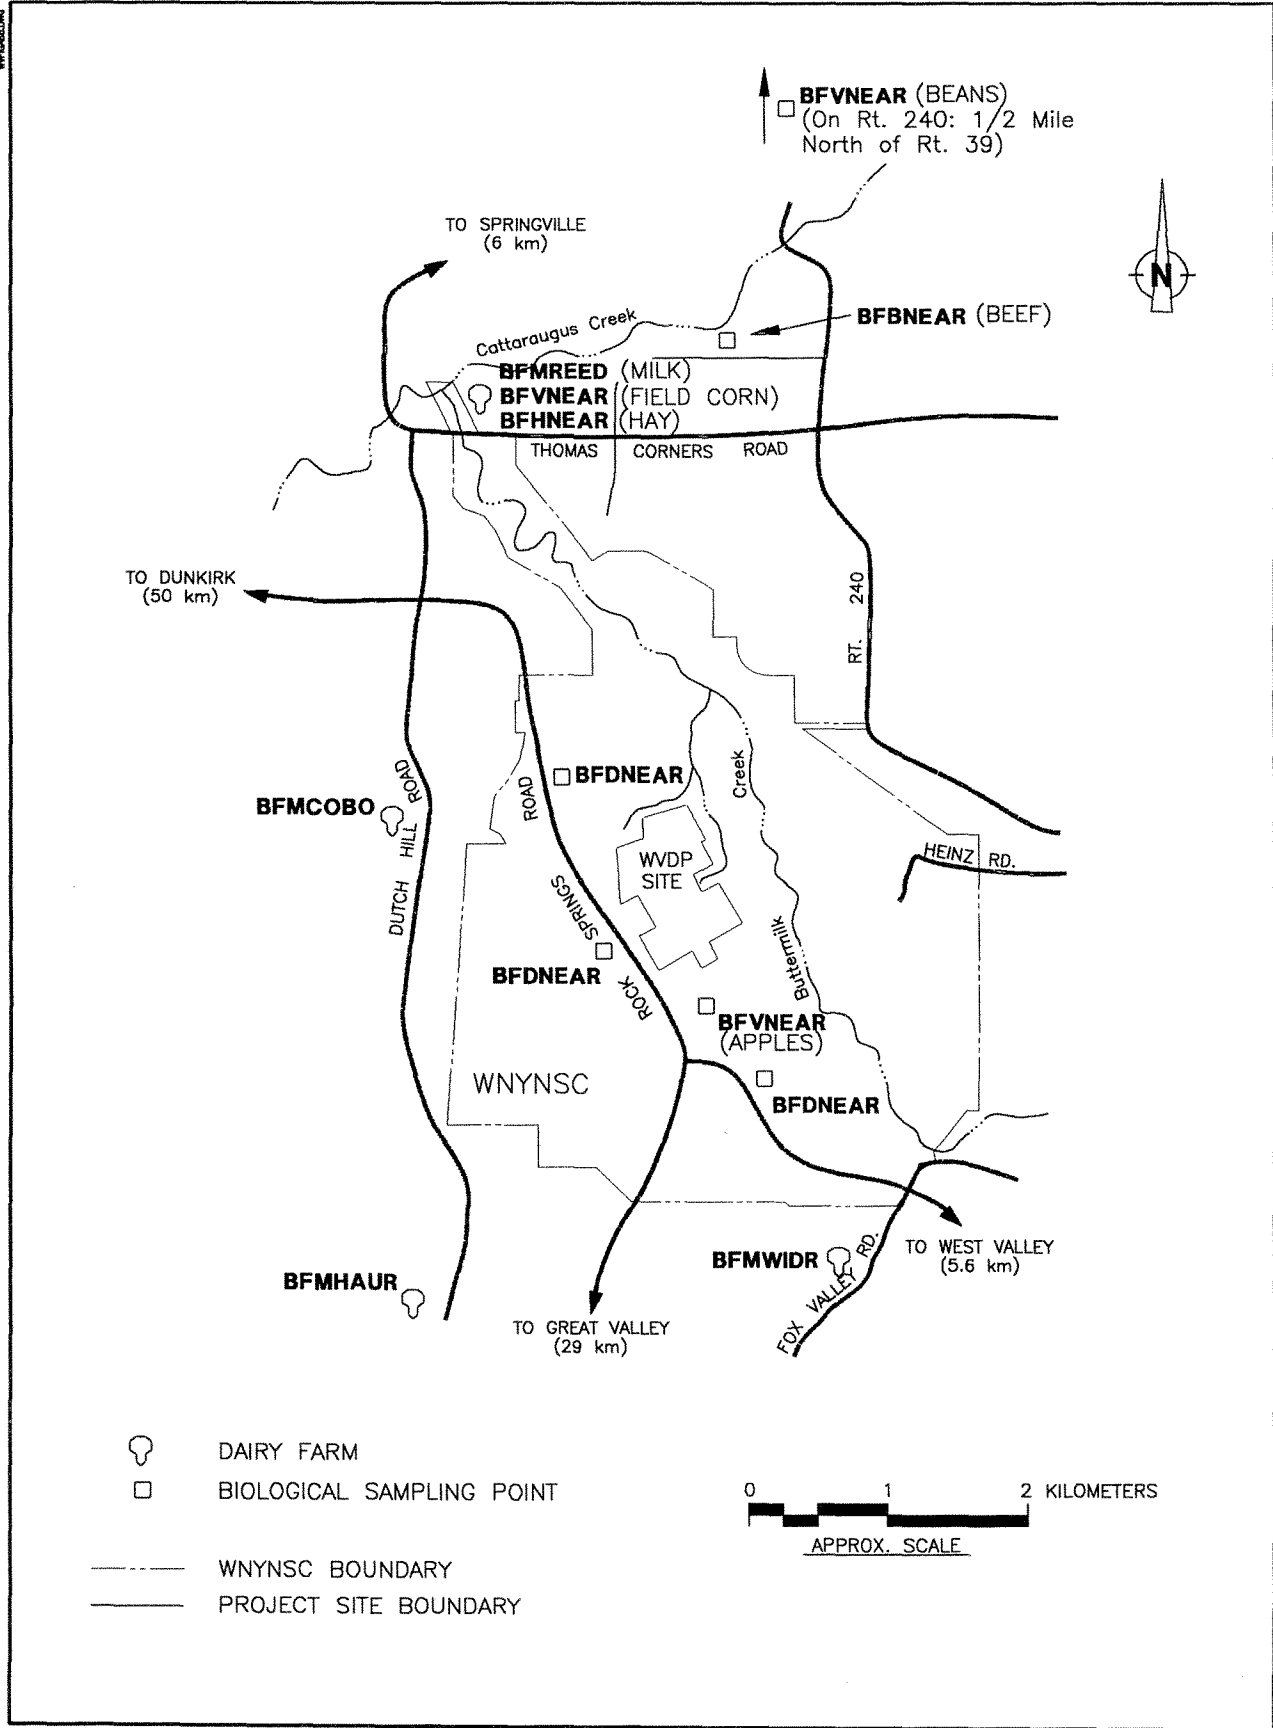 BFVNEAR (BEANS)
(On Rt. 240: 1/2 Mile
North of Rt. 39)
TO SPRINGVILLE
(6 km)
N
Cattaraugus Creek
BFBNEAR (BEEF)
BFMREED (MILK)
BFVNEAR (FIELD CORN)
BFHNEAR (HAY)
THOMAS CORNERS ROAD
TO DUNKIRK
(50 km)
RT. 240
BFDNEAR
BFMCOBO
DUTCH HILL ROAD
ROCK SPRINGS ROAD
WVDP
SITE
Buttermilk Creek
HEINZ RD.
BFDNEAR
BFVNEAR
(APPLES)
WNYNSC
BFDNEAR
BFMWIDR
FOX VALLEY RD.
TO WEST VALLEY
(5.6 km)
BFMHAUR
TO GREAT VALLEY
(29 km)
DAIRY FARM
BIOLOGICAL SAMPLING POINT
WNYNSC BOUNDARY
PROJECT SITE BOUNDARY
0 1 2 KILOMETERS
APPROX. SCALE